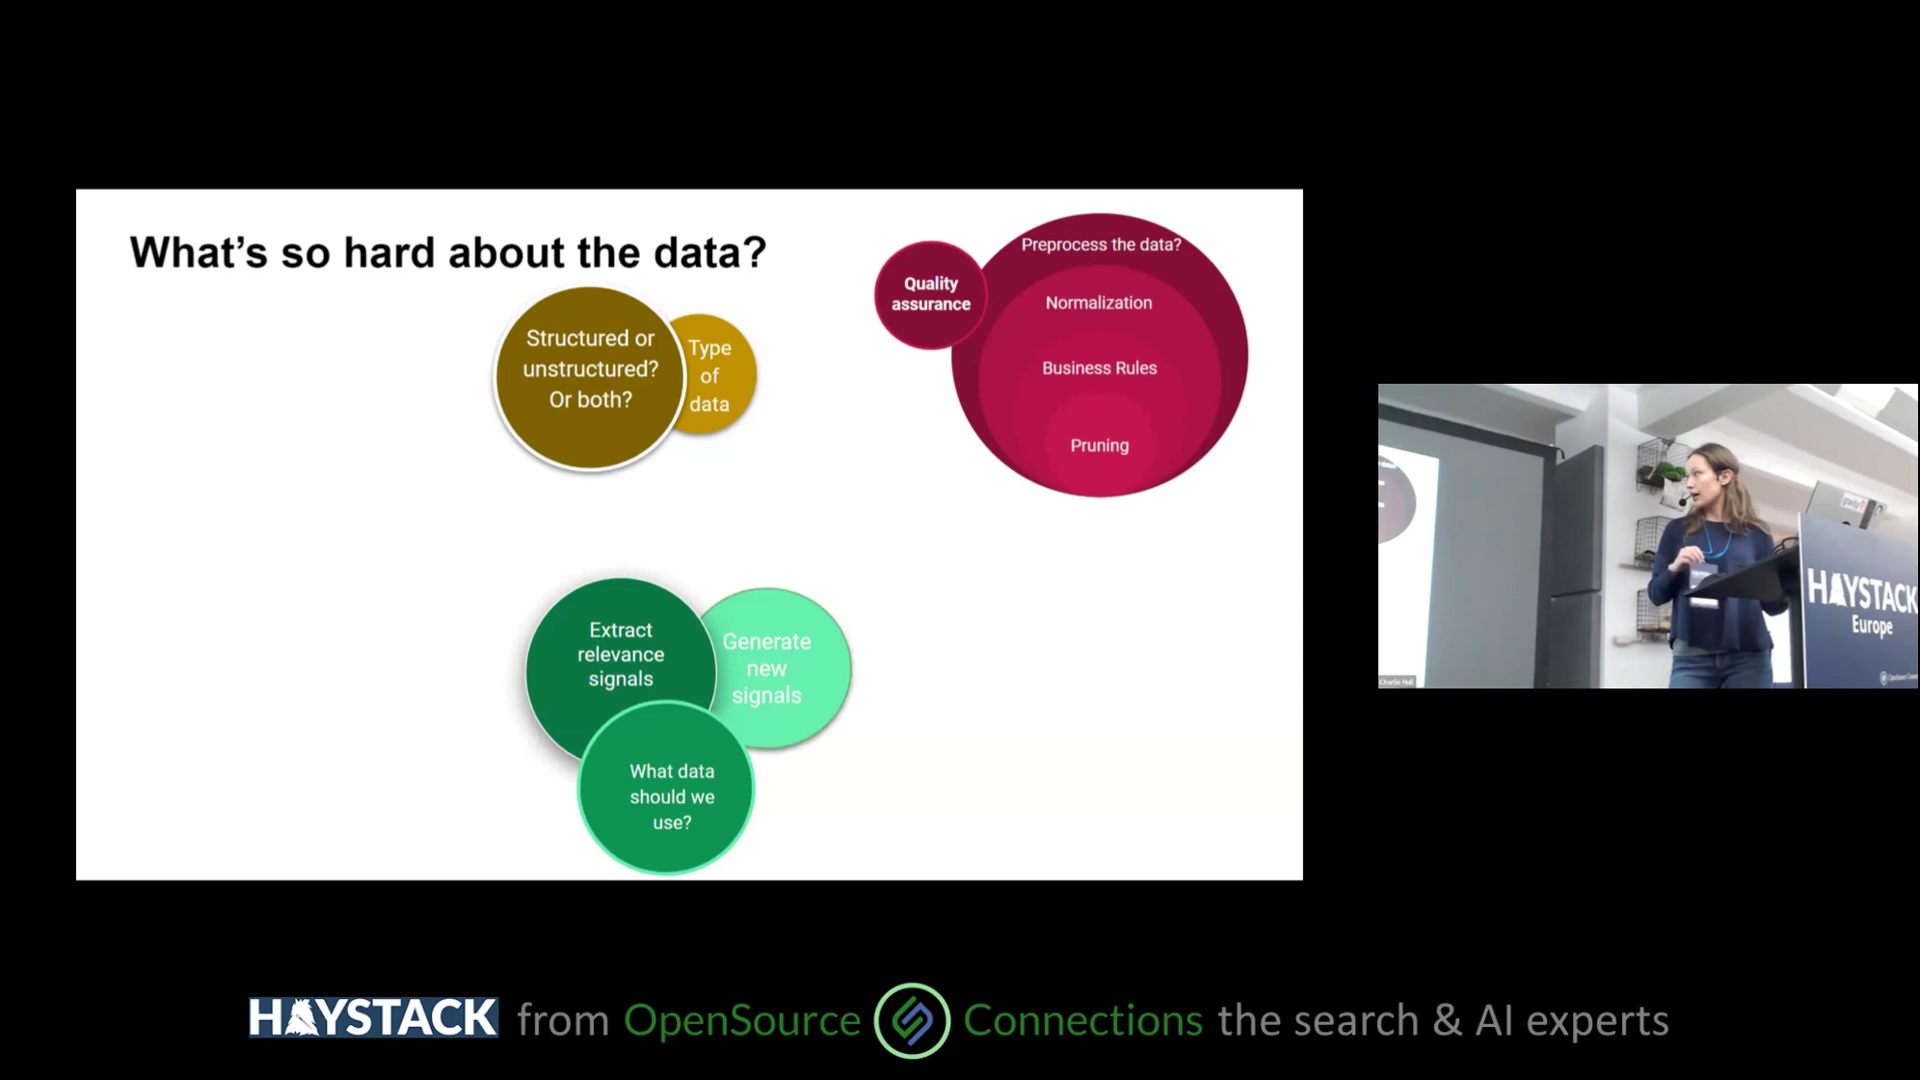 What's so hard about the data?
Structured or
unstructured?
Or both?
Type
of
data
Quality
assurance
Preprocess the data?
Normalization
Business Rules
Pruning
Extract
relevance
signals
Generate
new
signals
What data
should we
use?
HAYSTACK
Europe
Charlie Hull
HAYSTACK from OpenSource Connections the search & AI experts